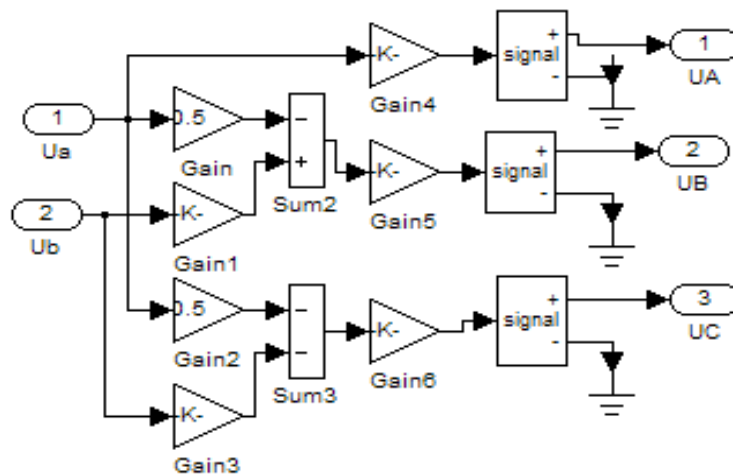 1
Ua
2
Ub
0.5
Gain
K-
Gain1
0.5
Gain2
K-
Gain3
−
+
Sum2
−
−
Sum3
K-
Gain4
K-
Gain5
K-
Gain6
signal
+
-
signal
+
-
signal
+
-
1
UA
2
UB
3
UC